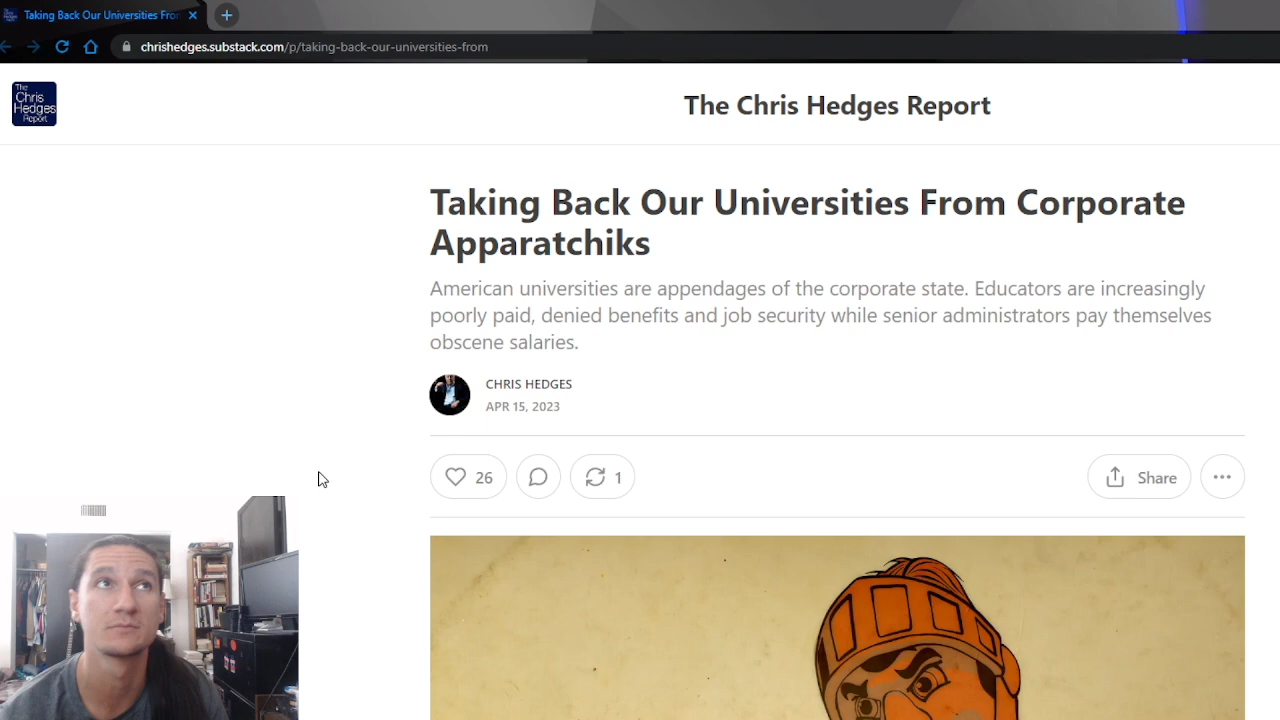 Taking Back Our Universities From
chrishedges.substack.com/p/taking-back-our-universities-from
The
Chris
Hedges
Report
The Chris Hedges Report
Taking Back Our Universities From Corporate
Apparatchiks
American universities are appendages of the corporate state. Educators are increasingly
poorly paid, denied benefits and job security while senior administrators pay themselves
obscene salaries.
CHRIS HEDGES
APR 15, 2023
26
1
Share